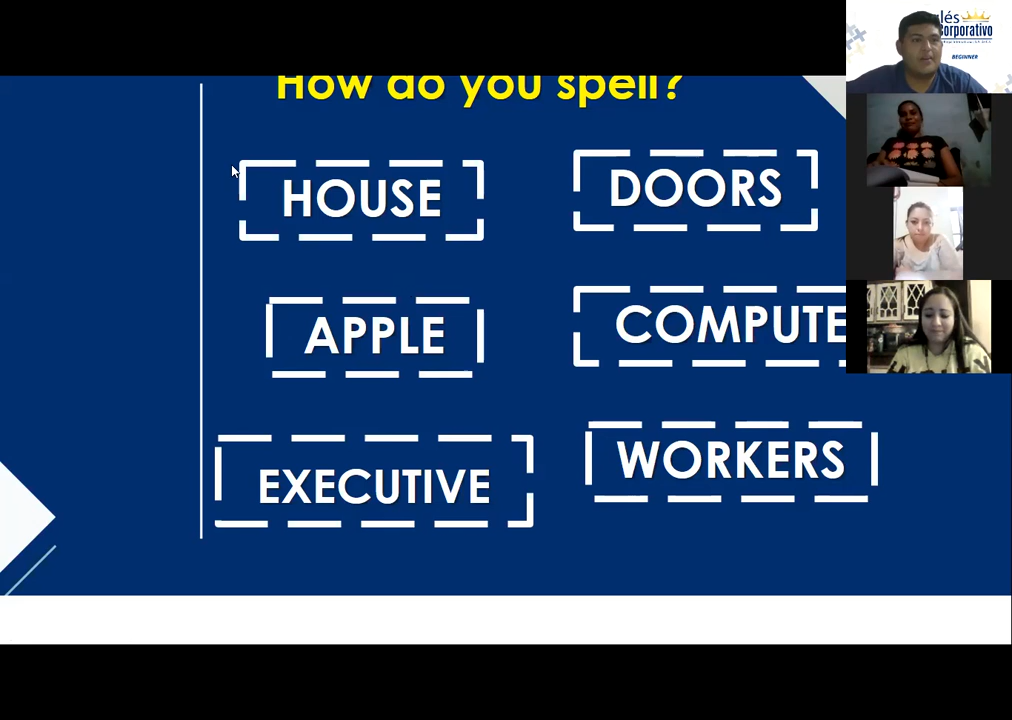 How do you spell?
HOUSE
DOORS
APPLE
COMPUTE
EXECUTIVE
WORKERS
lés
orporativo
BEGINNER